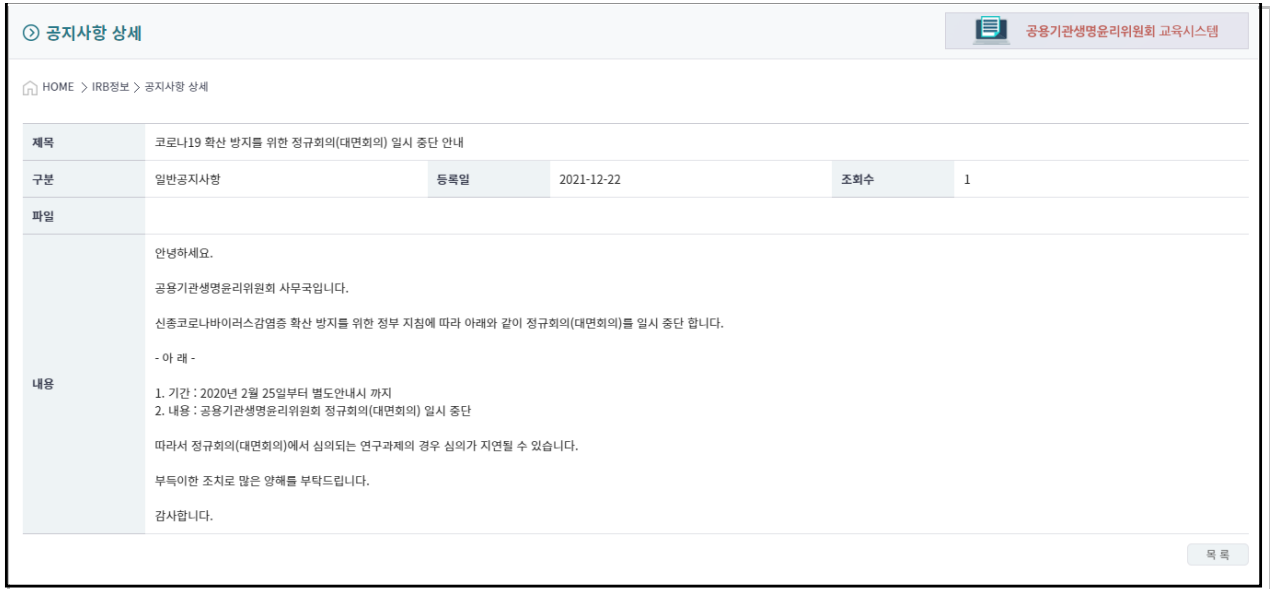 공지사항 상세
공용기관생명윤리위원회 교육시스템
HOME > IRB정보 > 공지사항 상세
제목 코로나19 확산 방지를 위한 정규회의(대면회의) 일시 중단 안내
구분 일반공지사항 등록일 2021-12-22 조회수 1
파일
내용
안녕하세요.
공용기관생명윤리위원회 사무국입니다.
신종코로나바이러스감염증 확산 방지를 위한 정부 지침에 따라 아래와 같이 정규회의(대면회의)를 일시 중단 합니다.
- 아 래 -
1. 기간 : 2020년 2월 25일부터 별도안내시 까지
2. 내용 : 공용기관생명윤리위원회 정규회의(대면회의) 일시 중단
따라서 정규회의(대면회의)에서 심의되는 연구과제의 경우 심의가 지연될 수 있습니다.
부득이한 조치로 많은 양해를 부탁드립니다.
감사합니다.
목 록